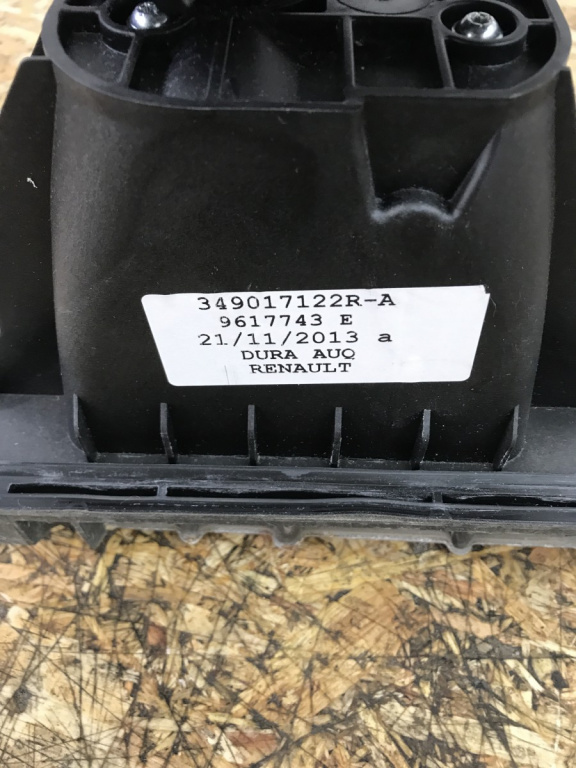 349017122R-A
9617743 E
21/11/2013 a
DURA AUQ
RENAULT